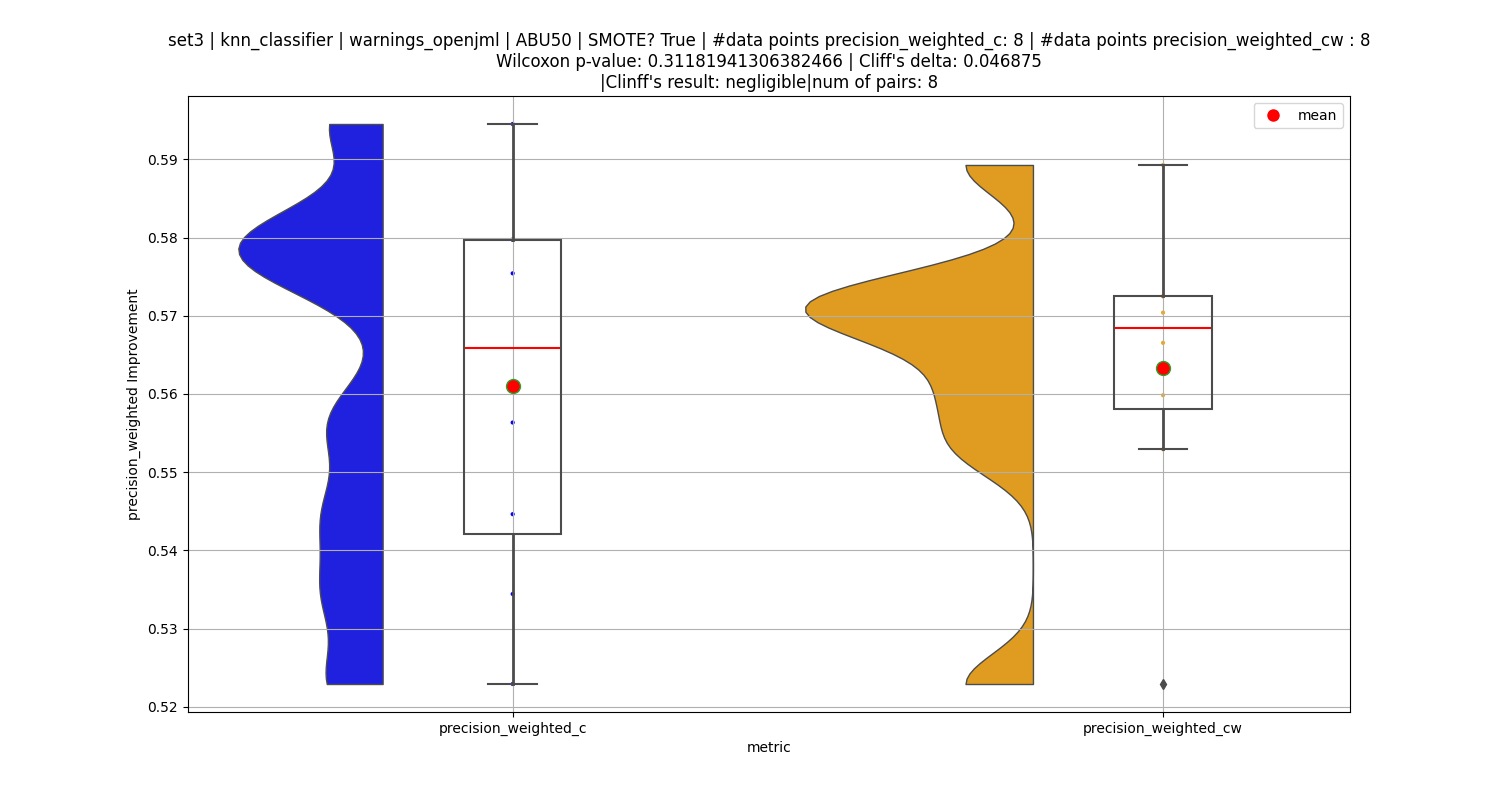 set3 | knn_classifier | warnings_openjml | ABU50 | SMOTE? True | #data points precision_weighted_c: 8 | #data points precision_weighted_cw : 8
Wilcoxon p-value: 0.31181941306382466 | Cliff's delta: 0.046875
|Clinff's result: negligible|num of pairs: 8
mean
precision_weighted Improvement
0.59
0.58
0.57
0.56
0.55
0.54
0.53
0.52
precision_weighted_c
precision_weighted_cw
metric